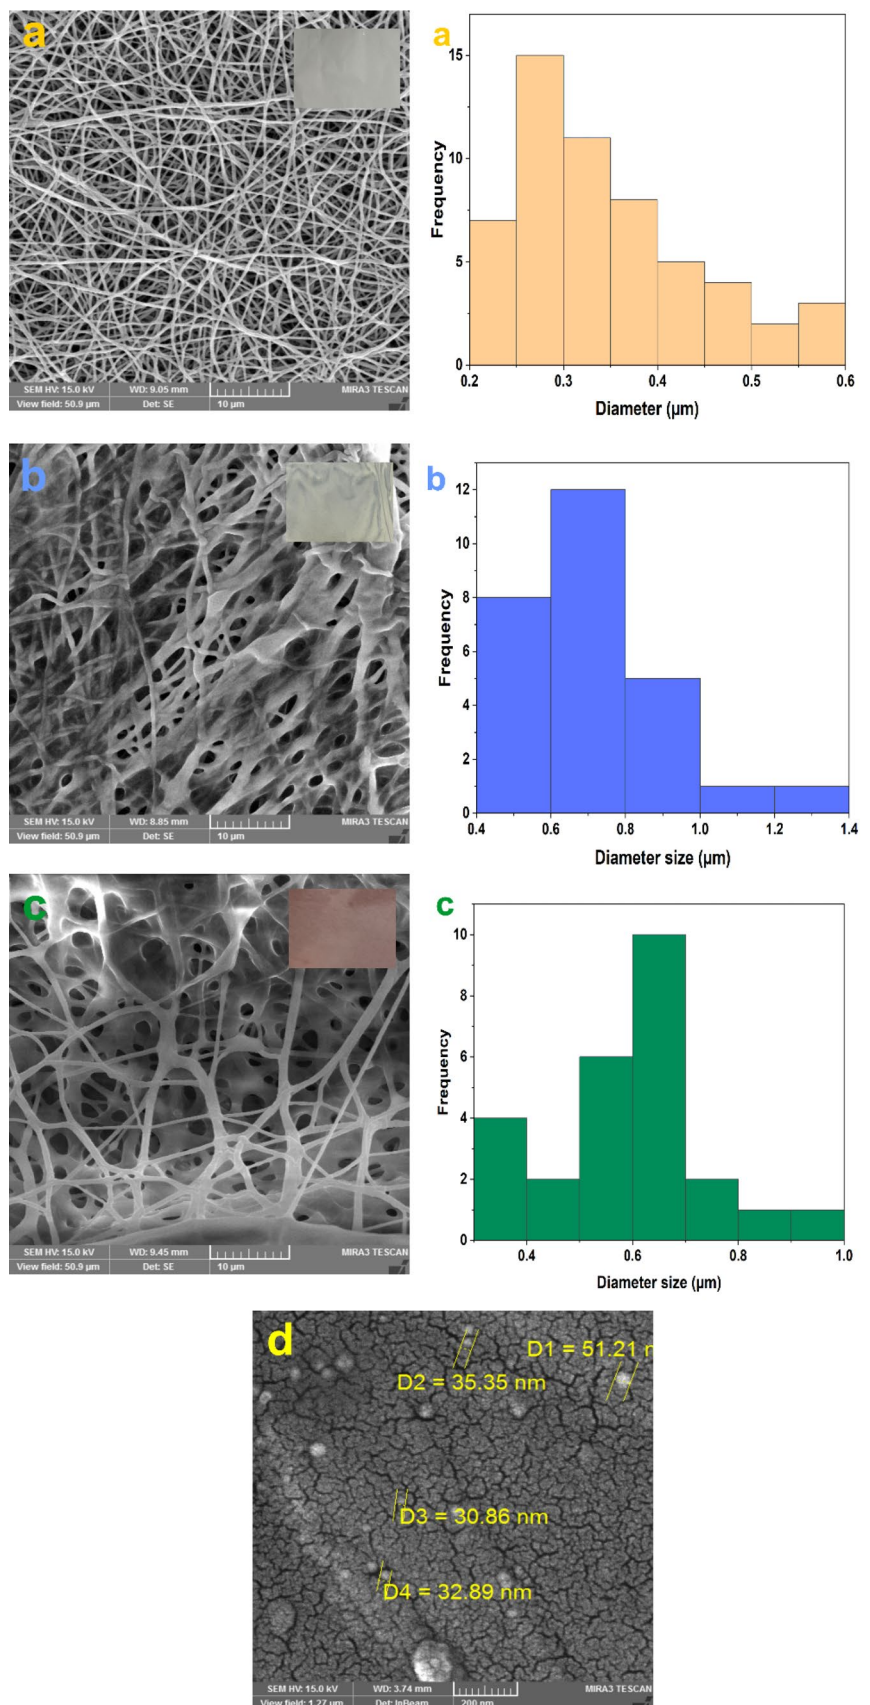 a
SEM HV: 15.0 kV WD: 9.05 mm MIRA3 TESCAN
View field: 50.9 µm Det: SE 10 µm
a
Frequency
15
10
5
0
0.2 0.3 0.4 0.5 0.6
Diameter (µm)
b
SEM HV: 15.0 kV WD: 8.85 mm MIRA3 TESCAN
View field: 50.9 µm Det: SE 10 µm
b
Frequency
12
10
8
6
4
2
0
0.4 0.6 0.8 1.0 1.2 1.4
Diameter size (µm)
c
SEM HV: 15.0 kV WD: 9.45 mm MIRA3 TESCAN
View field: 50.9 µm Det: SE 10 µm
c
Frequency
10
8
6
4
2
0
0.4 0.6 0.8 1.0
Diameter size (µm)
d
D1 = 51.21 n
D2 = 35.35 nm
D3 = 30.86 nm
D4 = 32.89 nm
SEM HV: 15.0 kV WD: 3.74 mm MIRA3 TESCAN
View field: 1.27 µm Det: InBeam 200 nm